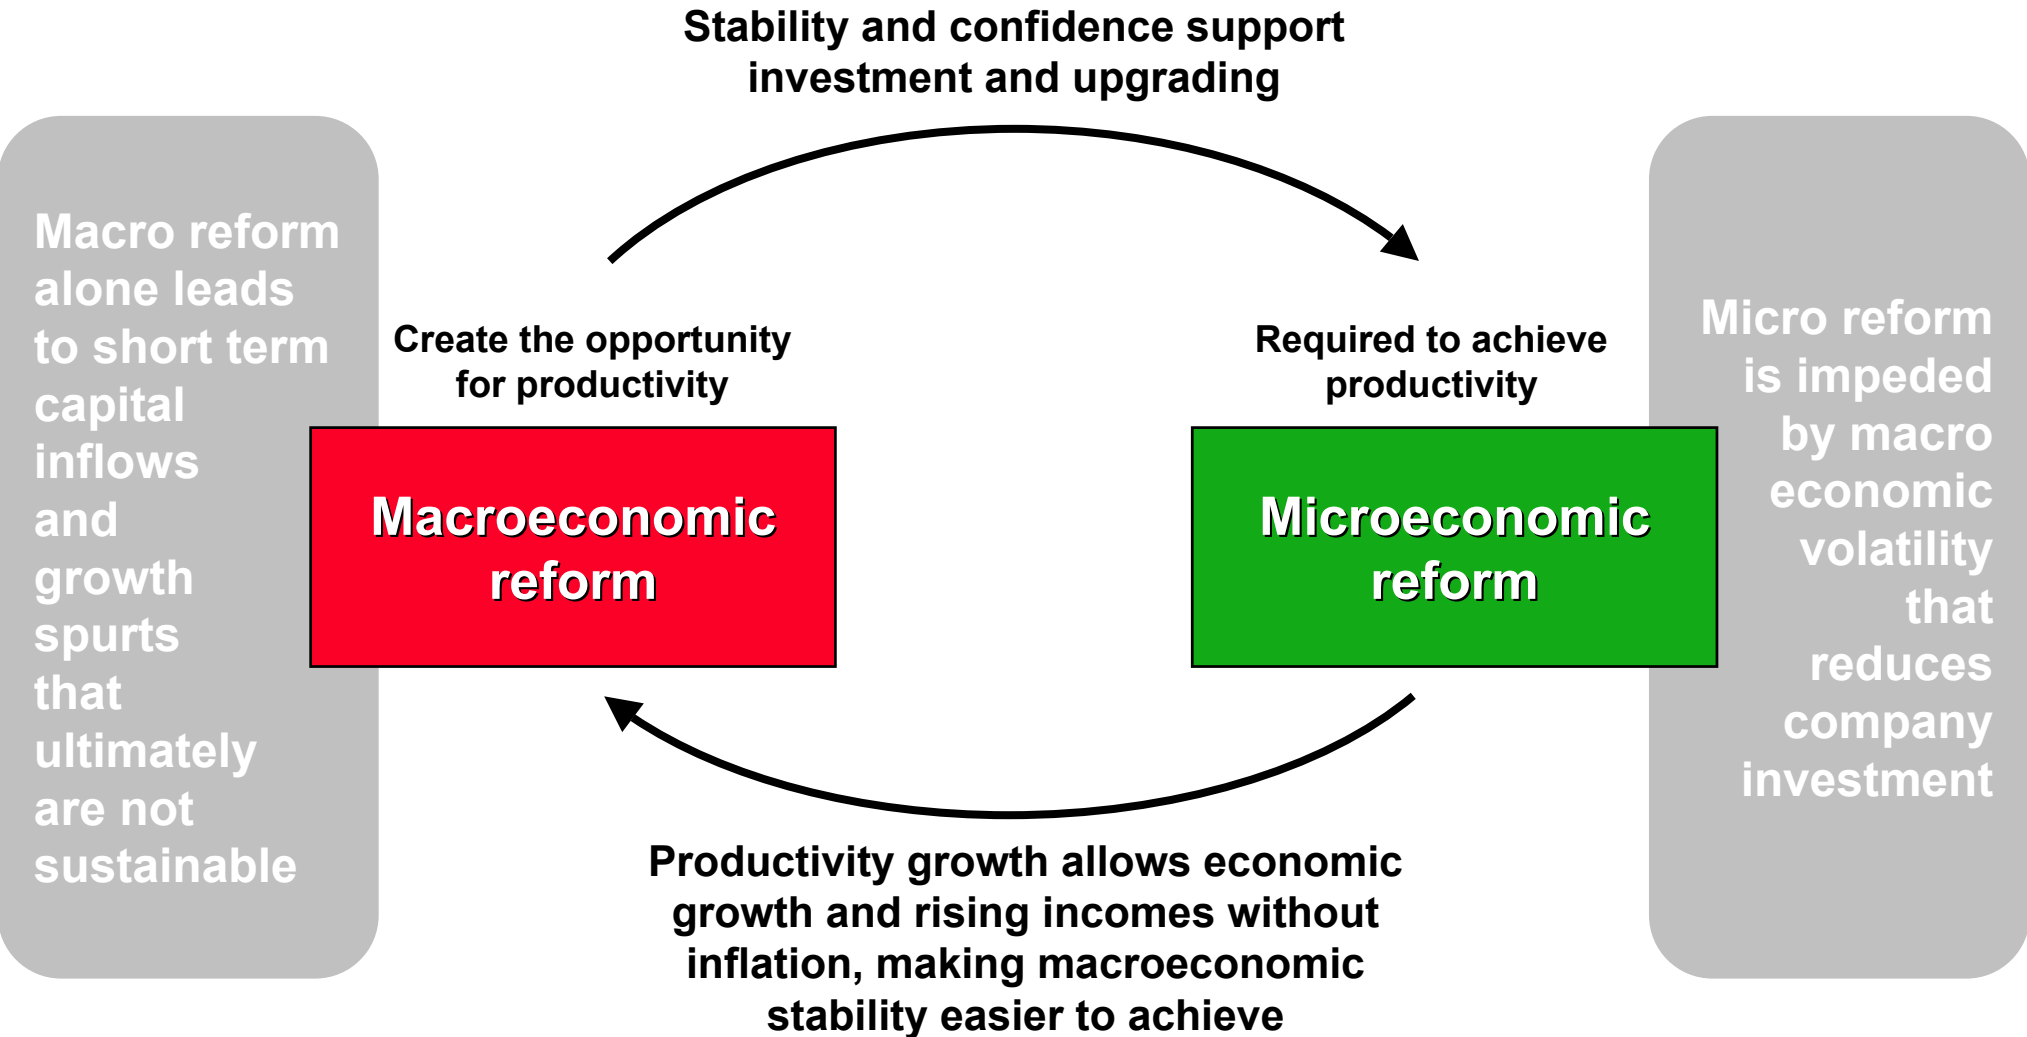 Stability and confidence support
investment and upgrading
Macro reform
alone leads
to short term
capital
inflows
and
growth
spurts
that
ultimately
are not
sustainable
Create the opportunity
for productivity
Macroeconomic
reform
Required to achieve
productivity
Microeconomic
reform
Micro reform
is impeded
by macro
economic
volatility
that
reduces
company
investment
Productivity growth allows economic
growth and rising incomes without
inflation, making macroeconomic
stability easier to achieve